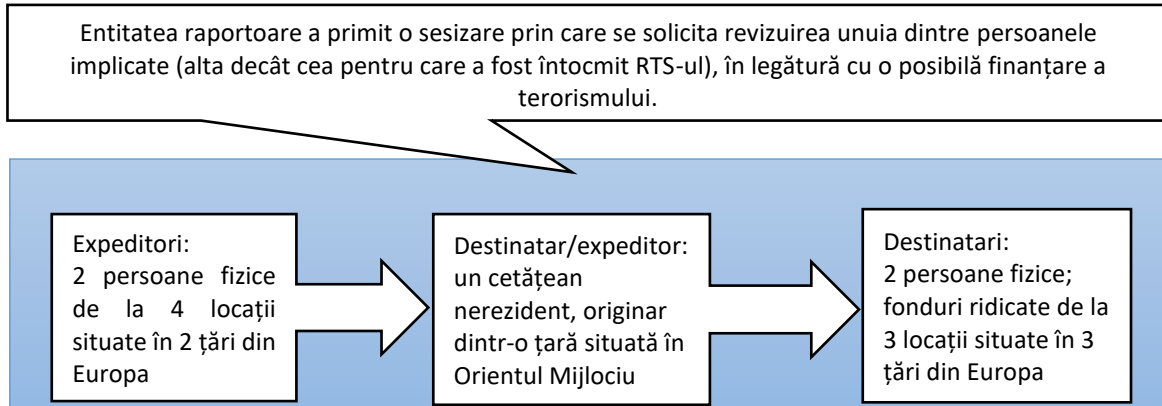 Entitatea raportoare a primit o sesizare prin care se solicita revizuirea unuia dintre persoanele
implicate (alta decât cea pentru care a fost întocmit RTS-ul), în legătură cu o posibilă finanțare a
terorismului.
Expeditori:
2 persoane fizice
de la 4 locații
situate în 2 țări din
Europa
Destinatar/expeditor:
un cetățean
nerezident, originar
dintr-o țară situată în
Orientul Mijlociu
Destinatari:
2 persoane fizice;
fonduri ridicate de la
3 locații situate în 3
țări din Europa